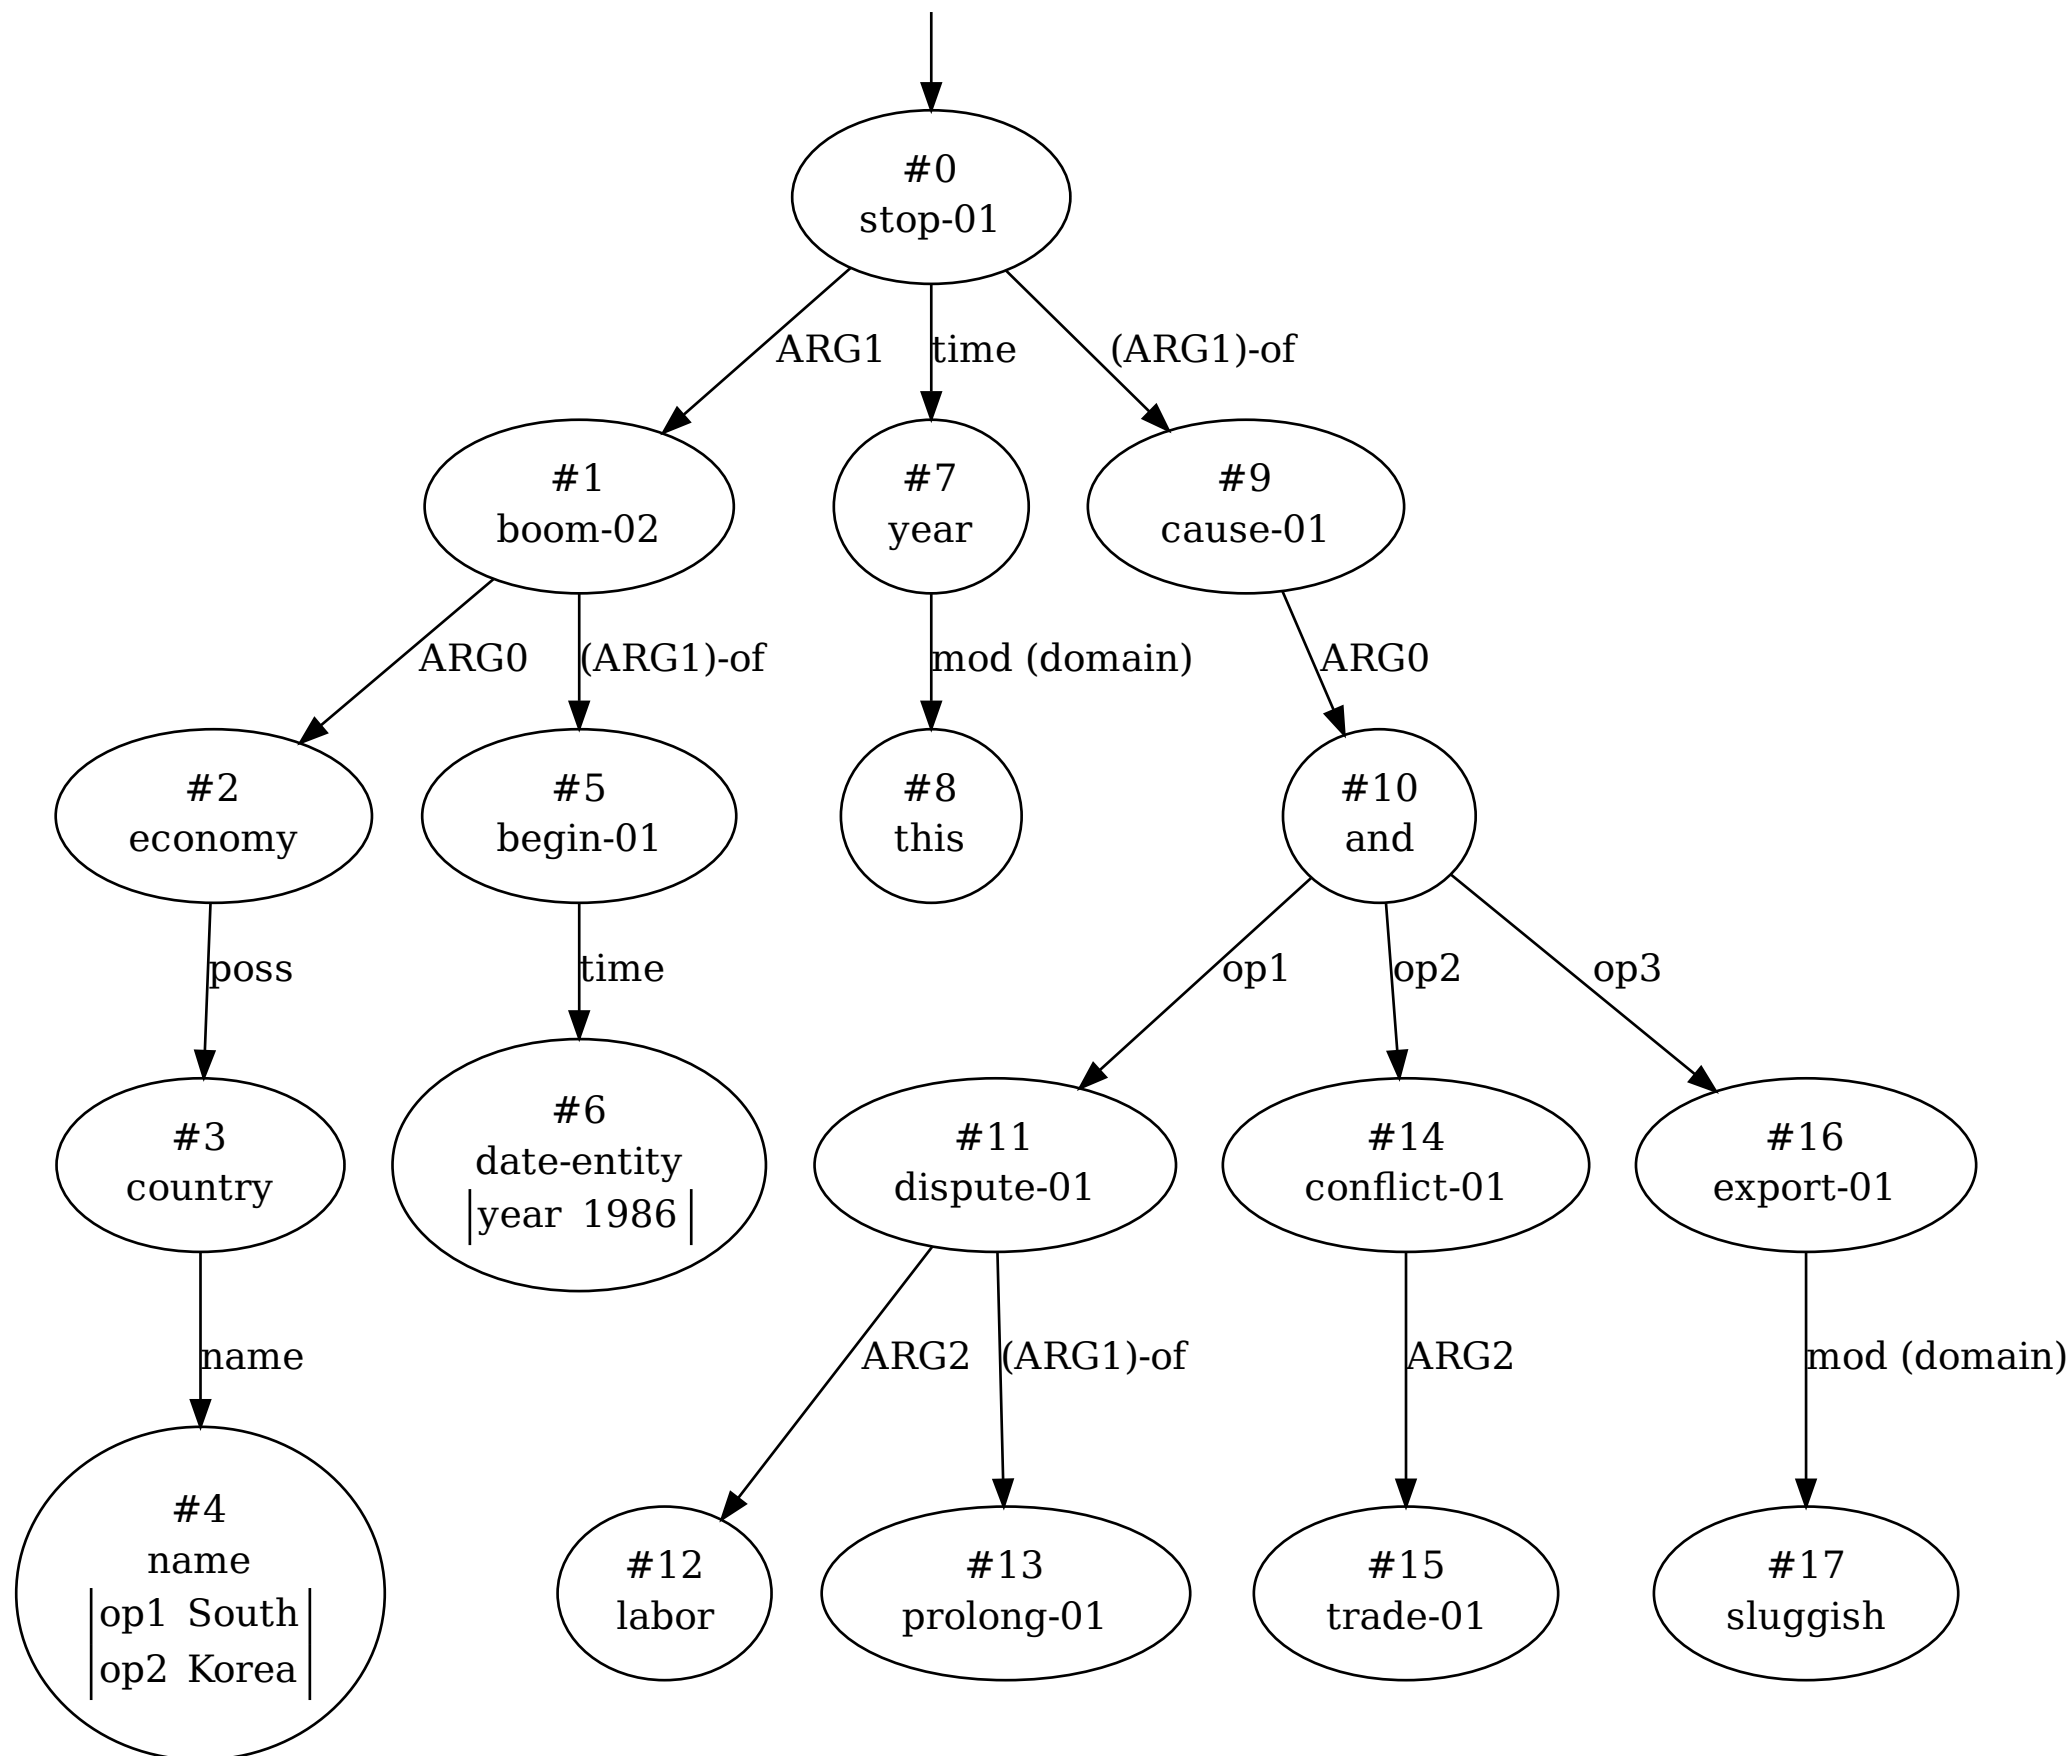 #0
stop-01
ARG1
time
(ARG1)-of
#1
boom-02
#7
year
#9
cause-01
ARG0
(ARG1)-of
mod (domain)
ARG0
#2
economy
#5
begin-01
#8
this
#10
and
poss
time
op1
op2
op3
#3
country
#6
date-entity
year 1986
#11
dispute-01
#14
conflict-01
#16
export-01
name
ARG2
(ARG1)-of
ARG2
mod (domain)
#4
name
op1 South
op2 Korea
#12
labor
#13
prolong-01
#15
trade-01
#17
sluggish